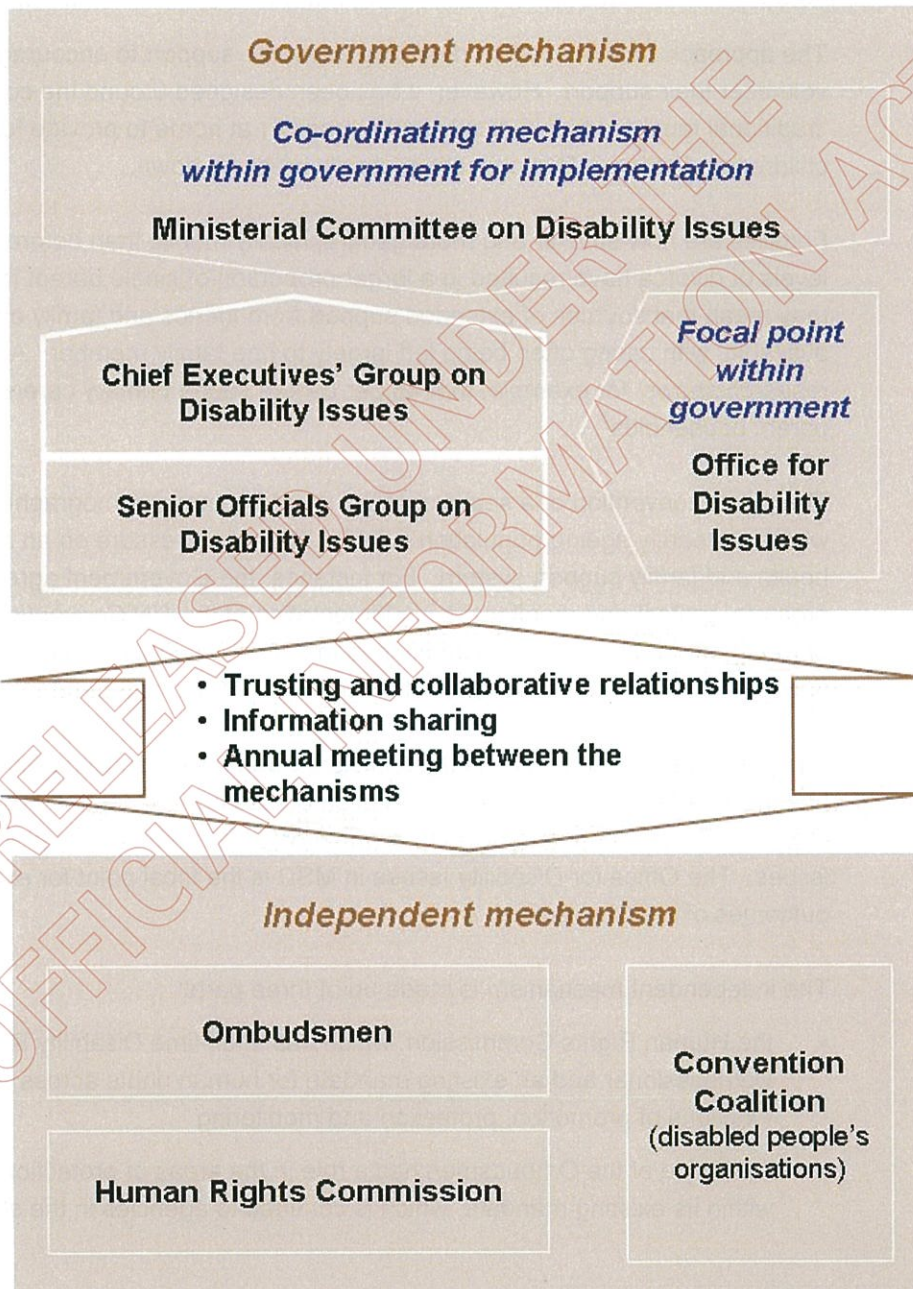 Government mechanism
Co-ordinating mechanism
within government for implementation
Ministerial Committee on Disability Issues
Chief Executives' Group on
Disability Issues
Senior Officials Group on
Disability Issues
Focal point
within
government
Office for
Disability
Issues
• Trusting and collaborative relationships
• Information sharing
• Annual meeting between the
mechanisms
Independent mechanism
Ombudsmen
Human Rights Commission
Convention
Coalition
(disabled people's
organisations)
RELEASED UNDER THE
OFFICIAL INFORMATION ACT